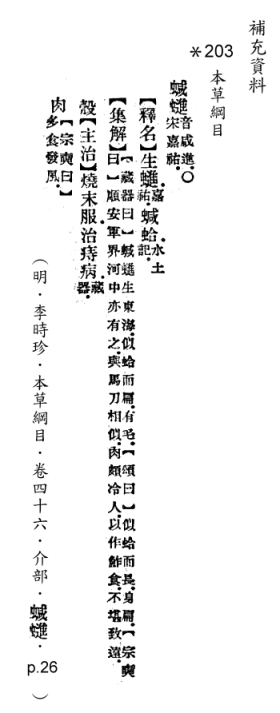 補充資料
*203 本草綱目
蝛䗯音咸進。宋嘉祐。○
【釋名】生䗯嘉祐。蝛蛤水土記。
【集解】【藏器曰】蝛䗯生東海。似蛤而扁。有毛。【頌曰】似蛤而長。身扁。【宗奭
曰】順安軍界河中亦有之。與馬刀相似。肉頗冷。人以作鮓食。不堪致遠。
殼【主治】燒末服治痔病。藏器。
肉【宗奭曰】多食發風。
(明・李時珍・本草綱目・卷四十六・介部・蝛䗯・p.26)